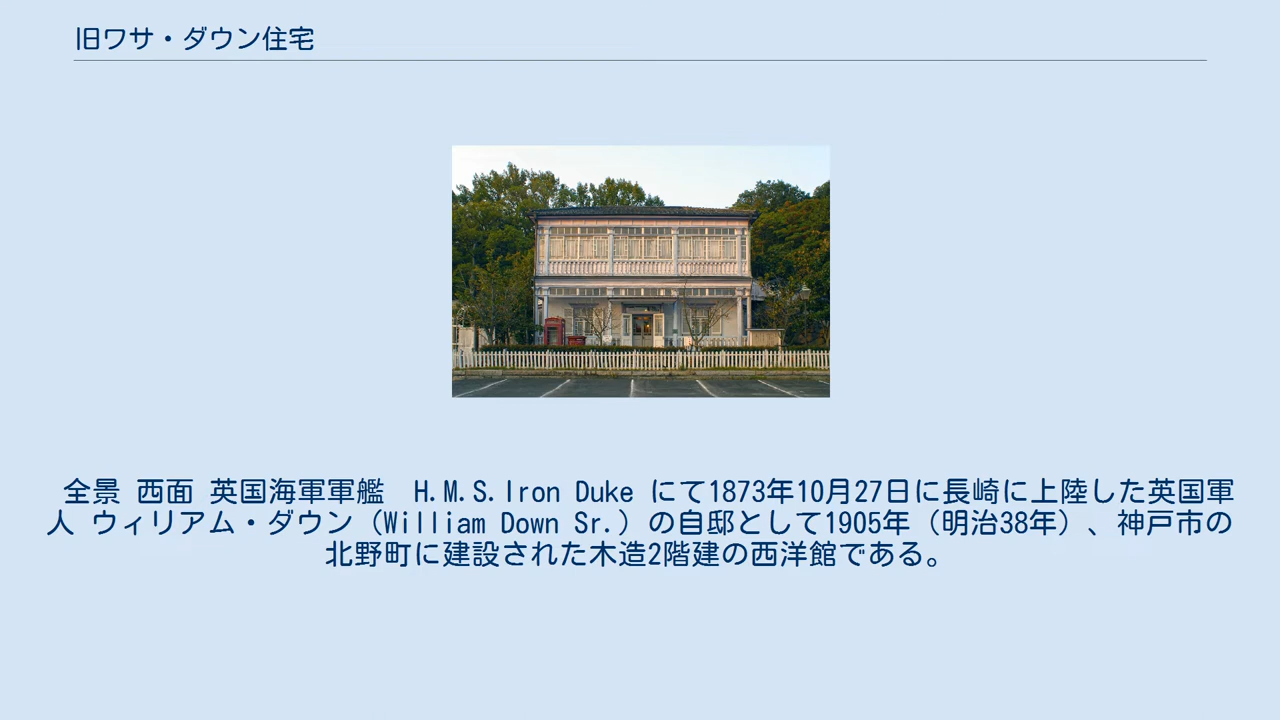 旧ワサ・ダウン住宅
全景 西面 英国海軍軍艦　H.M.S.Iron Duke にて1873年10月27日に長崎に上陸した英国軍
人 ウィリアム・ダウン（William Down Sr.）の自邸として1905年（明治38年）、神戸市の
北野町に建設された木造2階建の西洋館である。